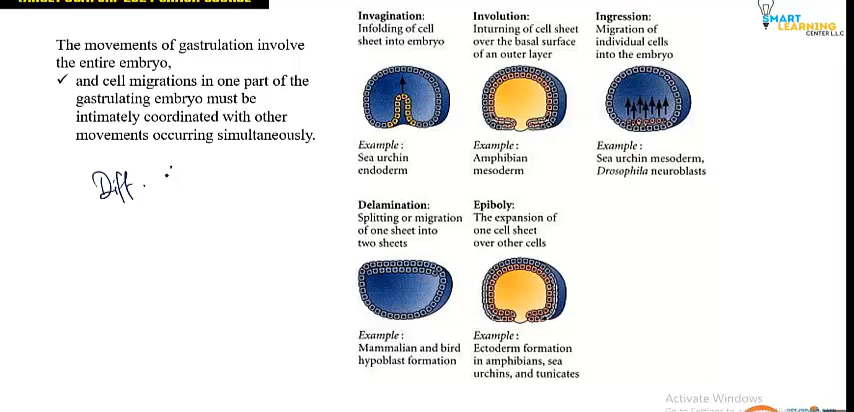 SMART
LEARNING
CENTER L.L.C
The movements of gastrulation involve
the entire embryo,
✓ and cell migrations in one part of the
gastrulating embryo must be
intimately coordinated with other
movements occurring simultaneously.
Diff.
Invagination:
Infolding of cell
sheet into embryo
Example:
Sea urchin
endoderm
Involution:
Inturning of cell sheet
over the basal surface
of an outer layer
Example:
Amphibian
mesoderm
Ingression:
Migration of
individual cells
into the embryo
Example:
Sea urchin mesoderm,
Drosophila neuroblasts
Delamination:
Splitting or migration
of one sheet into
two sheets
Example:
Mammalian and bird
hypoblast formation
Epiboly:
The expansion of
one cell sheet
over other cells
Example:
Ectoderm formation
in amphibians, sea
urchins, and tunicates
Activate Windows